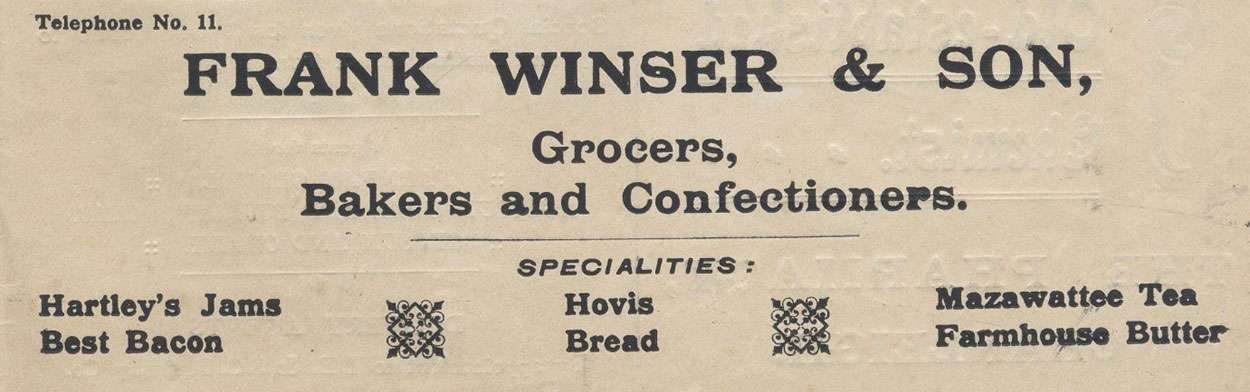 Telephone No. 11.
FRANK WINSER & SON,
Grocers,
Bakers and Confectioners.
SPECIALITIES:
Hartley's Jams
Best Bacon
Hovis
Bread
Mazawattee Tea
Farmhouse Butter